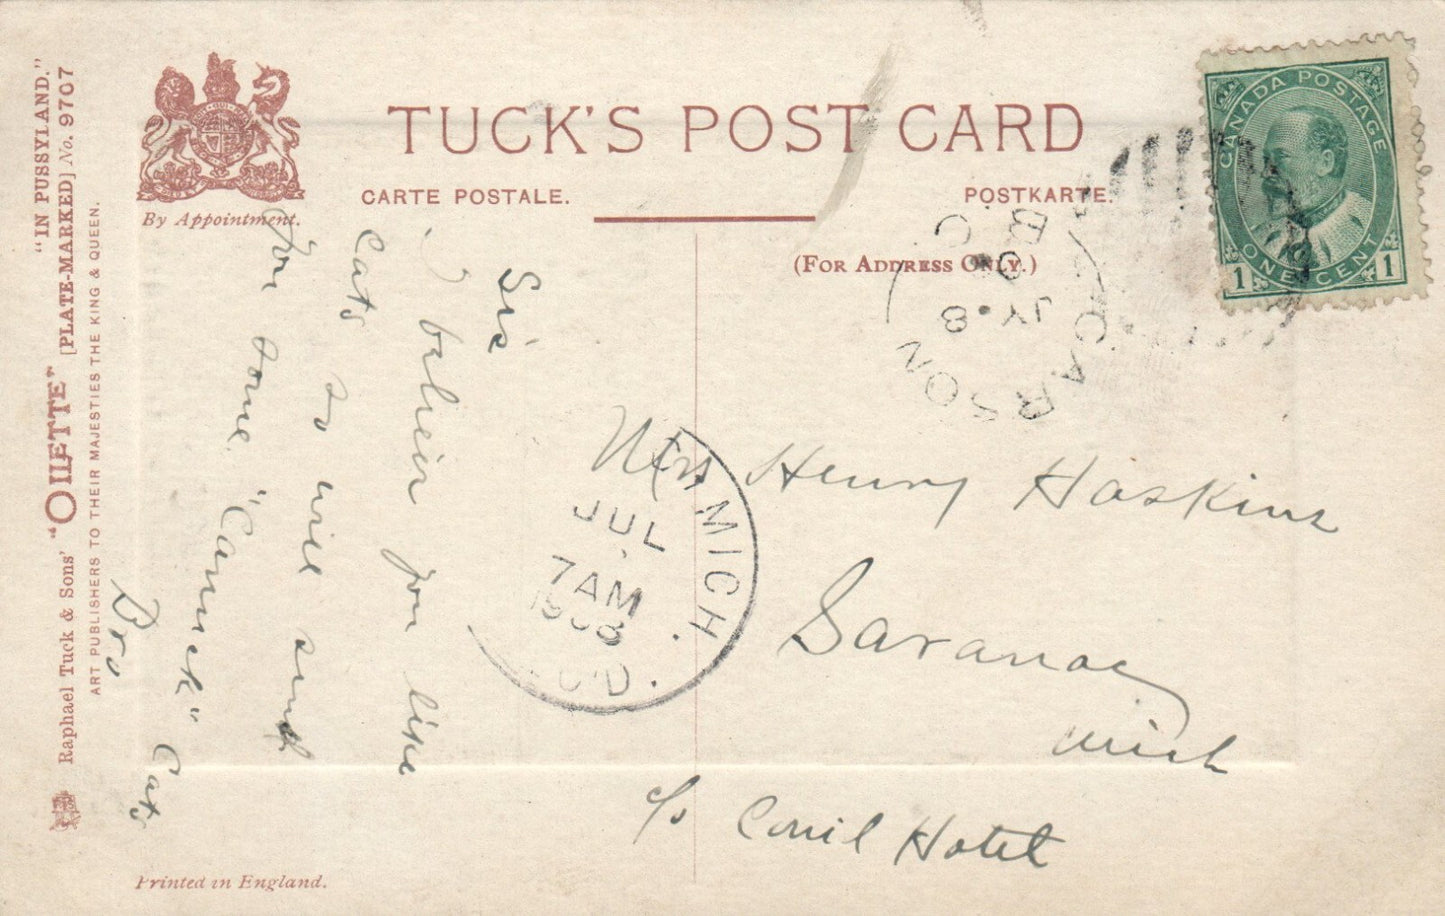 TUCK'S POST CARD
CARTE POSTALE.
POSTKARTE.
By Appointment.
(FOR ADDRESS ONLY.)
"IN PUSSYLAND."
[PLATE-MARKED] No. 9707
Raphael Tuck & Sons' "OILETTE"
ART PUBLISHERS TO THEIR MAJESTIES THE KING & QUEEN.
Printed in England.
CANADA POSTAGE
1 ONE CENT 1
CARSON
B C
JY 8
MICH.
JUL
7 AM
1908
Sis
I believe you like
Cats so will send
you some "Canuck" Cats
Bro
Mrs Henry Haskins
Saranac
Mich
c/o Hotel